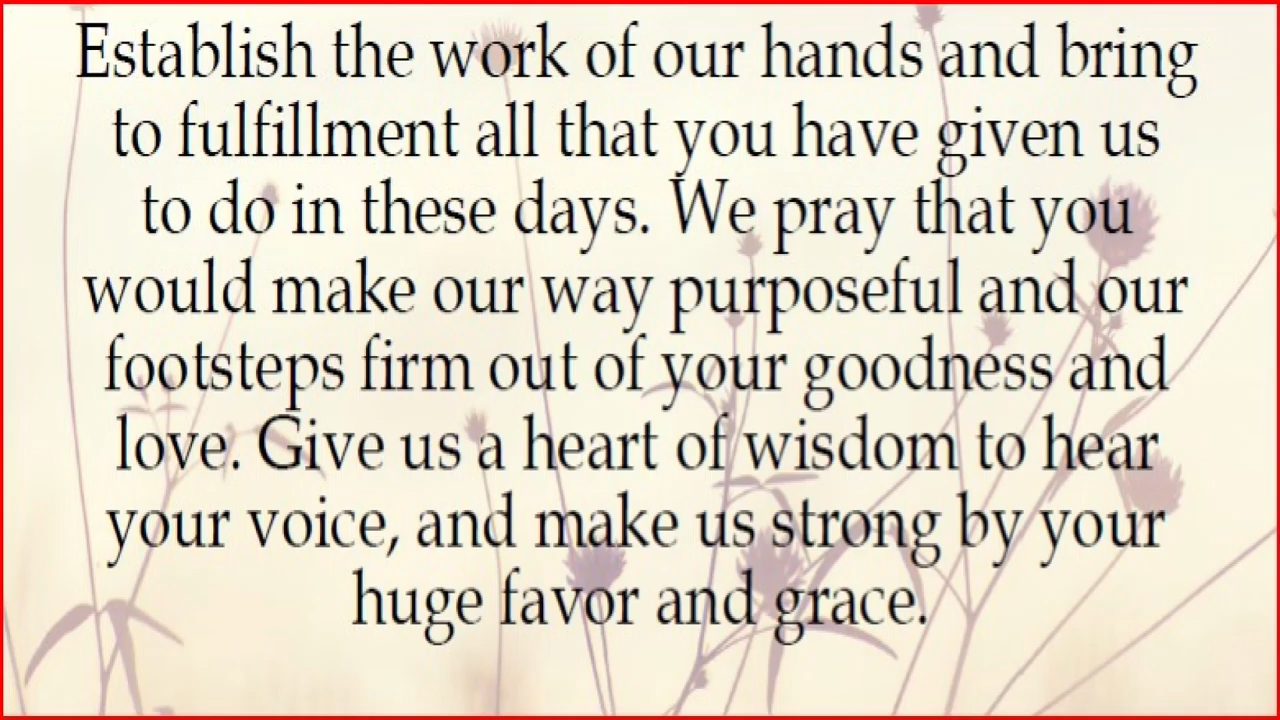 Establish the work of our hands and bring
to fulfillment all that you have given us
to do in these days. We pray that you
would make our way purposeful and our
footsteps firm out of your goodness and
love. Give us a heart of wisdom to hear
your voice, and make us strong by your
huge favor and grace.